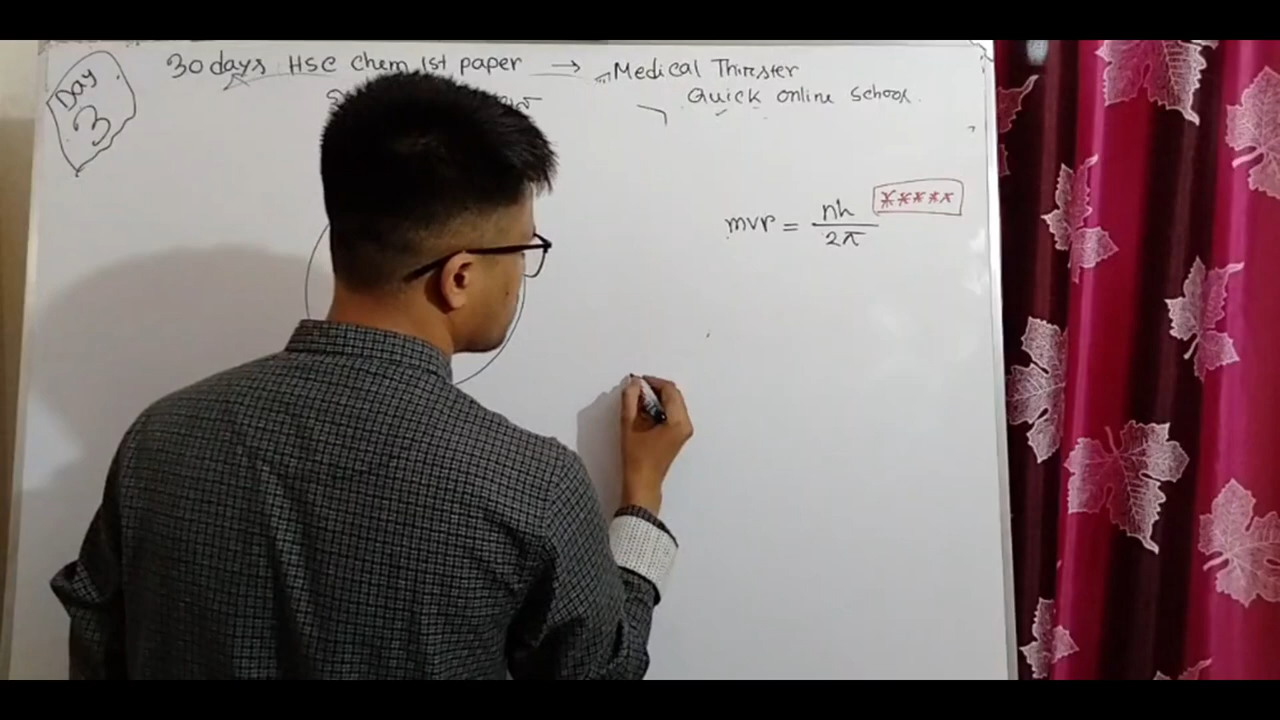 Day
3
30 days HSC Chem 1st paper → Medical Thirster
Quick online School.
mvr = nh / 2π
*****